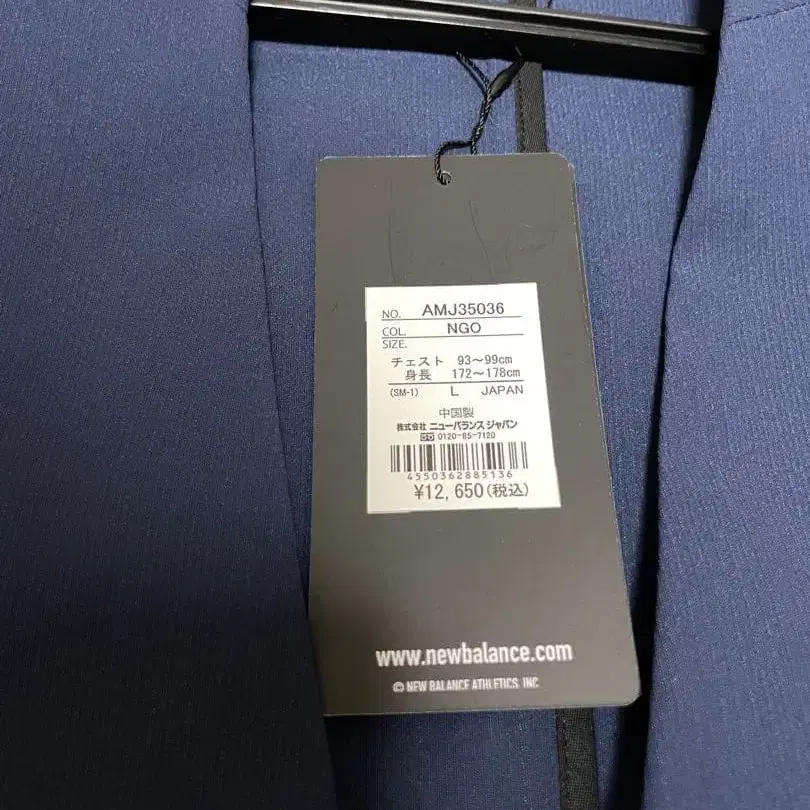 NO. AMJ35036
COL. NGO
SIZE.
チェスト 93～99cm
身長 172～178cm
(SM-1) L JAPAN
中国製
株式会社 ニューバランス ジャパン
0120-85-7120
4550362885136
¥12,650(税込)
www.newbalance.com
© NEW BALANCE ATHLETICS, INC